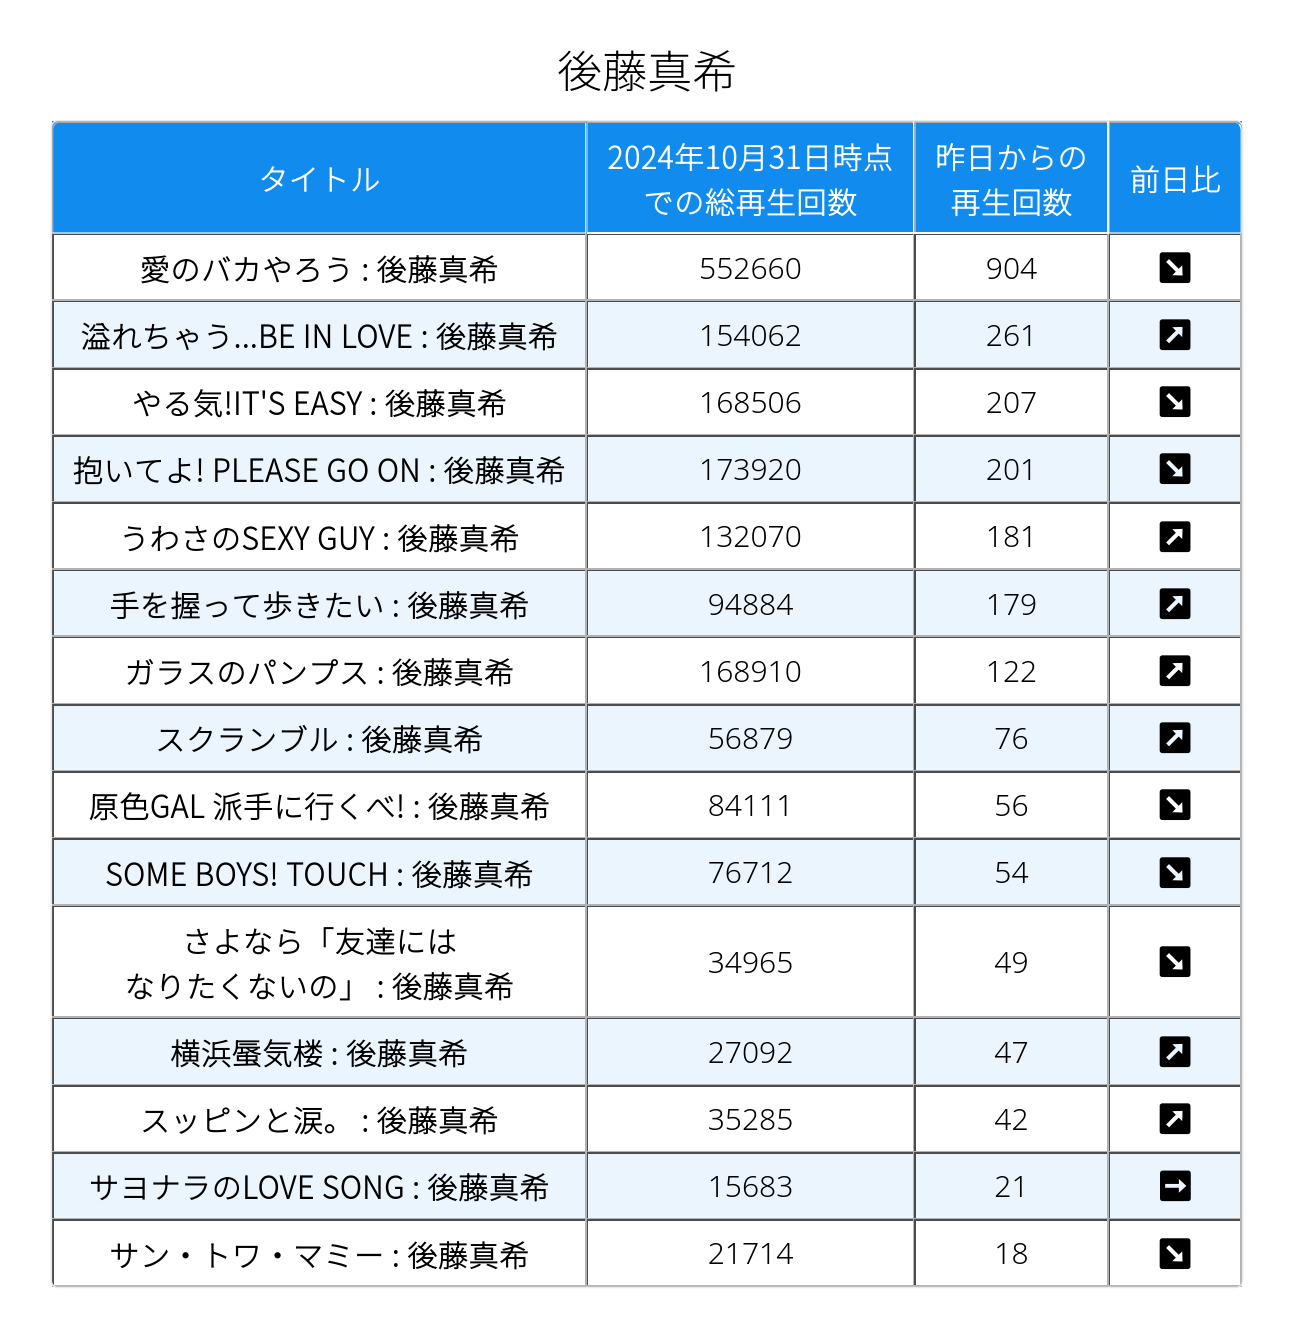 後藤真希
タイトル
2024年10月31日時点
での総再生回数
昨日からの
再生回数
前日比
愛のバカやろう : 後藤真希 552660 904 ↘
溢れちゃう...BE IN LOVE : 後藤真希 154062 261 ↗
やる気!IT'S EASY : 後藤真希 168506 207 ↘
抱いてよ! PLEASE GO ON : 後藤真希 173920 201 ↘
うわさのSEXY GUY : 後藤真希 132070 181 ↗
手を握って歩きたい : 後藤真希 94884 179 ↗
ガラスのパンプス : 後藤真希 168910 122 ↗
スクランブル : 後藤真希 56879 76 ↗
原色GAL 派手に行くべ! : 後藤真希 84111 56 ↘
SOME BOYS! TOUCH : 後藤真希 76712 54 ↘
さよなら「友達には
なりたくないの」 : 後藤真希 34965 49 ↘
横浜蜃気楼 : 後藤真希 27092 47 ↗
スッピンと涙。 : 後藤真希 35285 42 ↗
サヨナラのLOVE SONG : 後藤真希 15683 21 →
サン・トワ・マミー : 後藤真希 21714 18 ↘